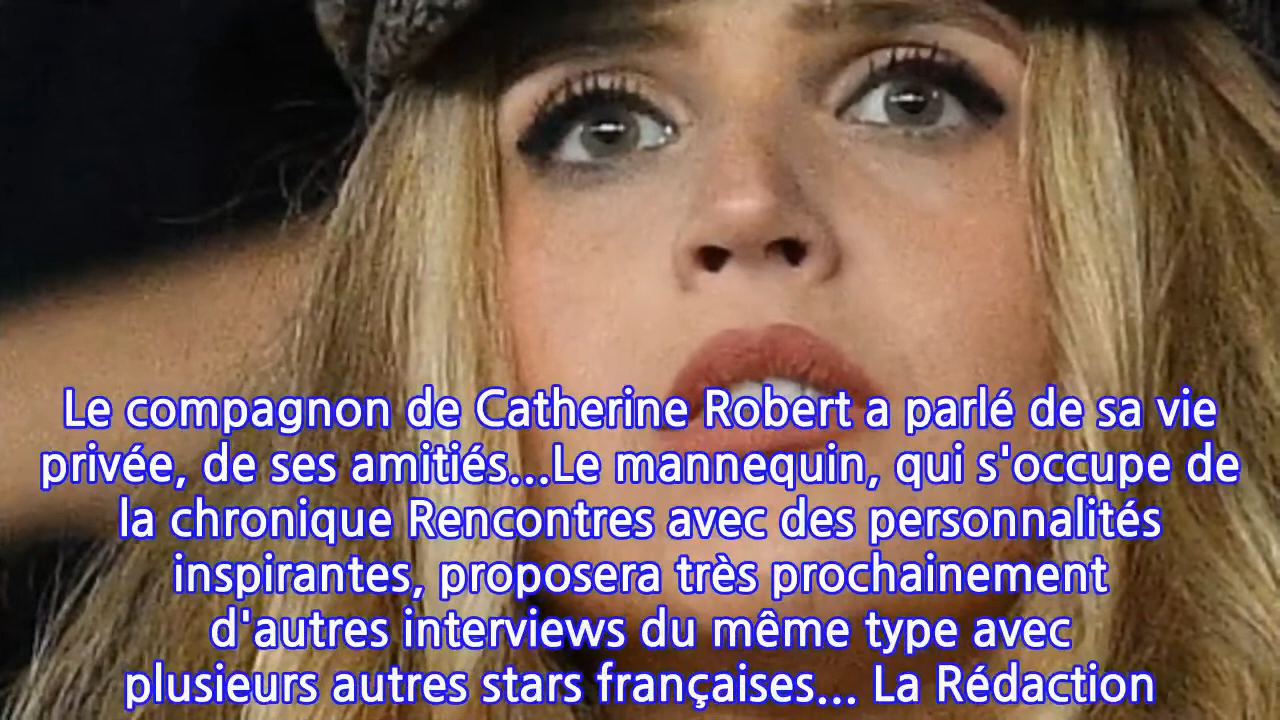 Le compagnon de Catherine Robert a parlé de sa vie
privée, de ses amitiés...Le mannequin, qui s'occupe de
la chronique Rencontres avec des personnalités
inspirantes, proposera très prochainement
d'autres interviews du même type avec
plusieurs autres stars françaises... La Rédaction